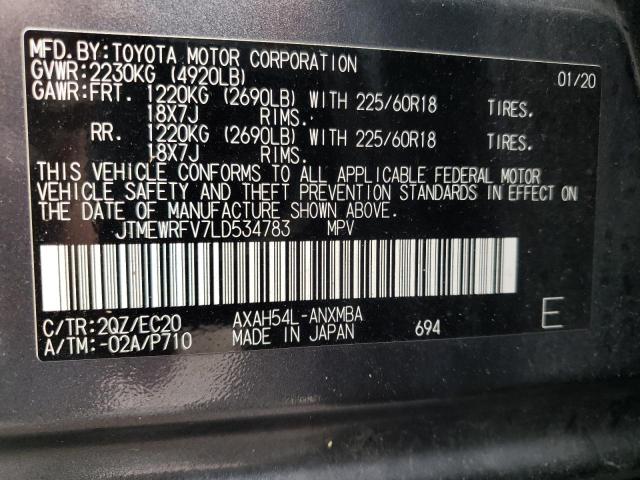 MFD.BY:TOYOTA MOTOR CORPORATION 01/20
GVWR:2230KG (4920LB)
GAWR:FRT. 1220KG (2690LB) WITH 225/60R18 TIRES.
18X7J RIMS.
RR. 1220KG (2690LB) WITH 225/60R18 TIRES.
18X7J RIMS.
THIS VEHICLE CONFORMS TO ALL APPLICABLE FEDERAL MOTOR
VEHICLE SAFETY AND THEFT PREVENTION STANDARDS IN EFFECT ON
THE DATE OF MANUFACTURE SHOWN ABOVE.
JTMEWRFV7LD534783 MPV
C/TR:2QZ/EC20 AXAH54L-ANXMBA E
A/TM:-02A/P710 MADE IN JAPAN 694